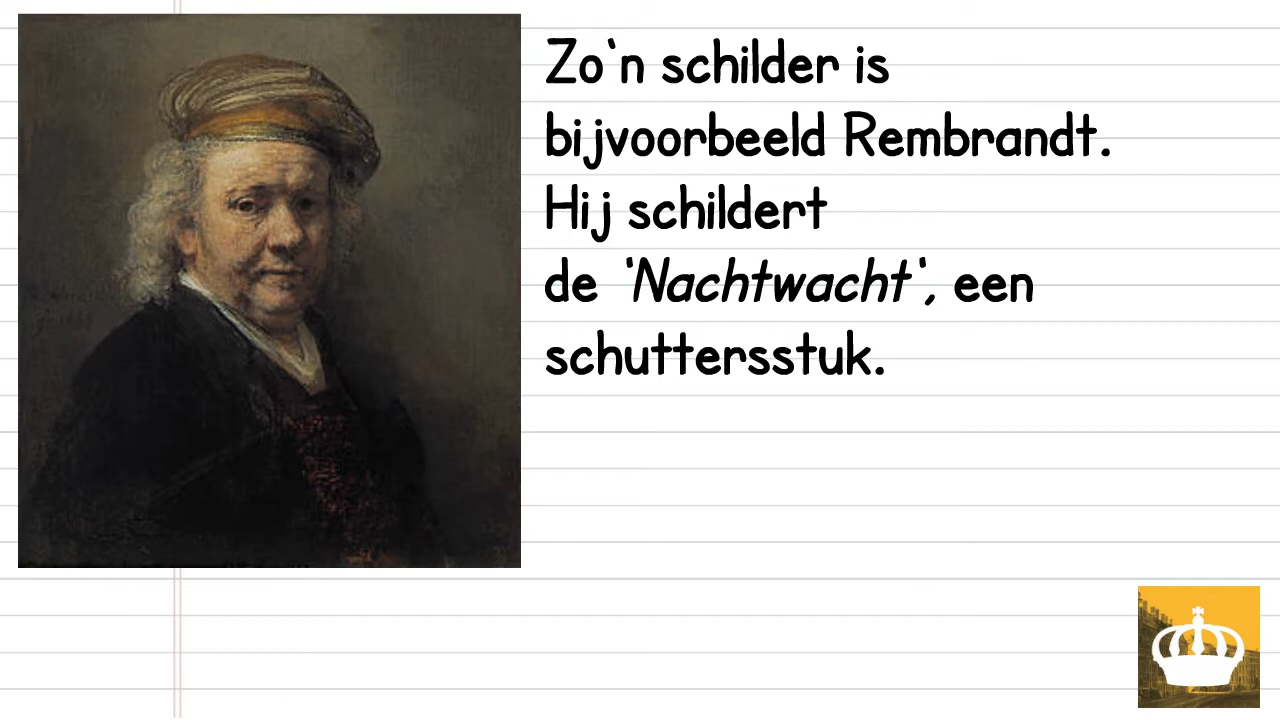 Zo'n schilder is
bijvoorbeeld Rembrandt.
Hij schildert
de 'Nachtwacht', een
schuttersstuk.